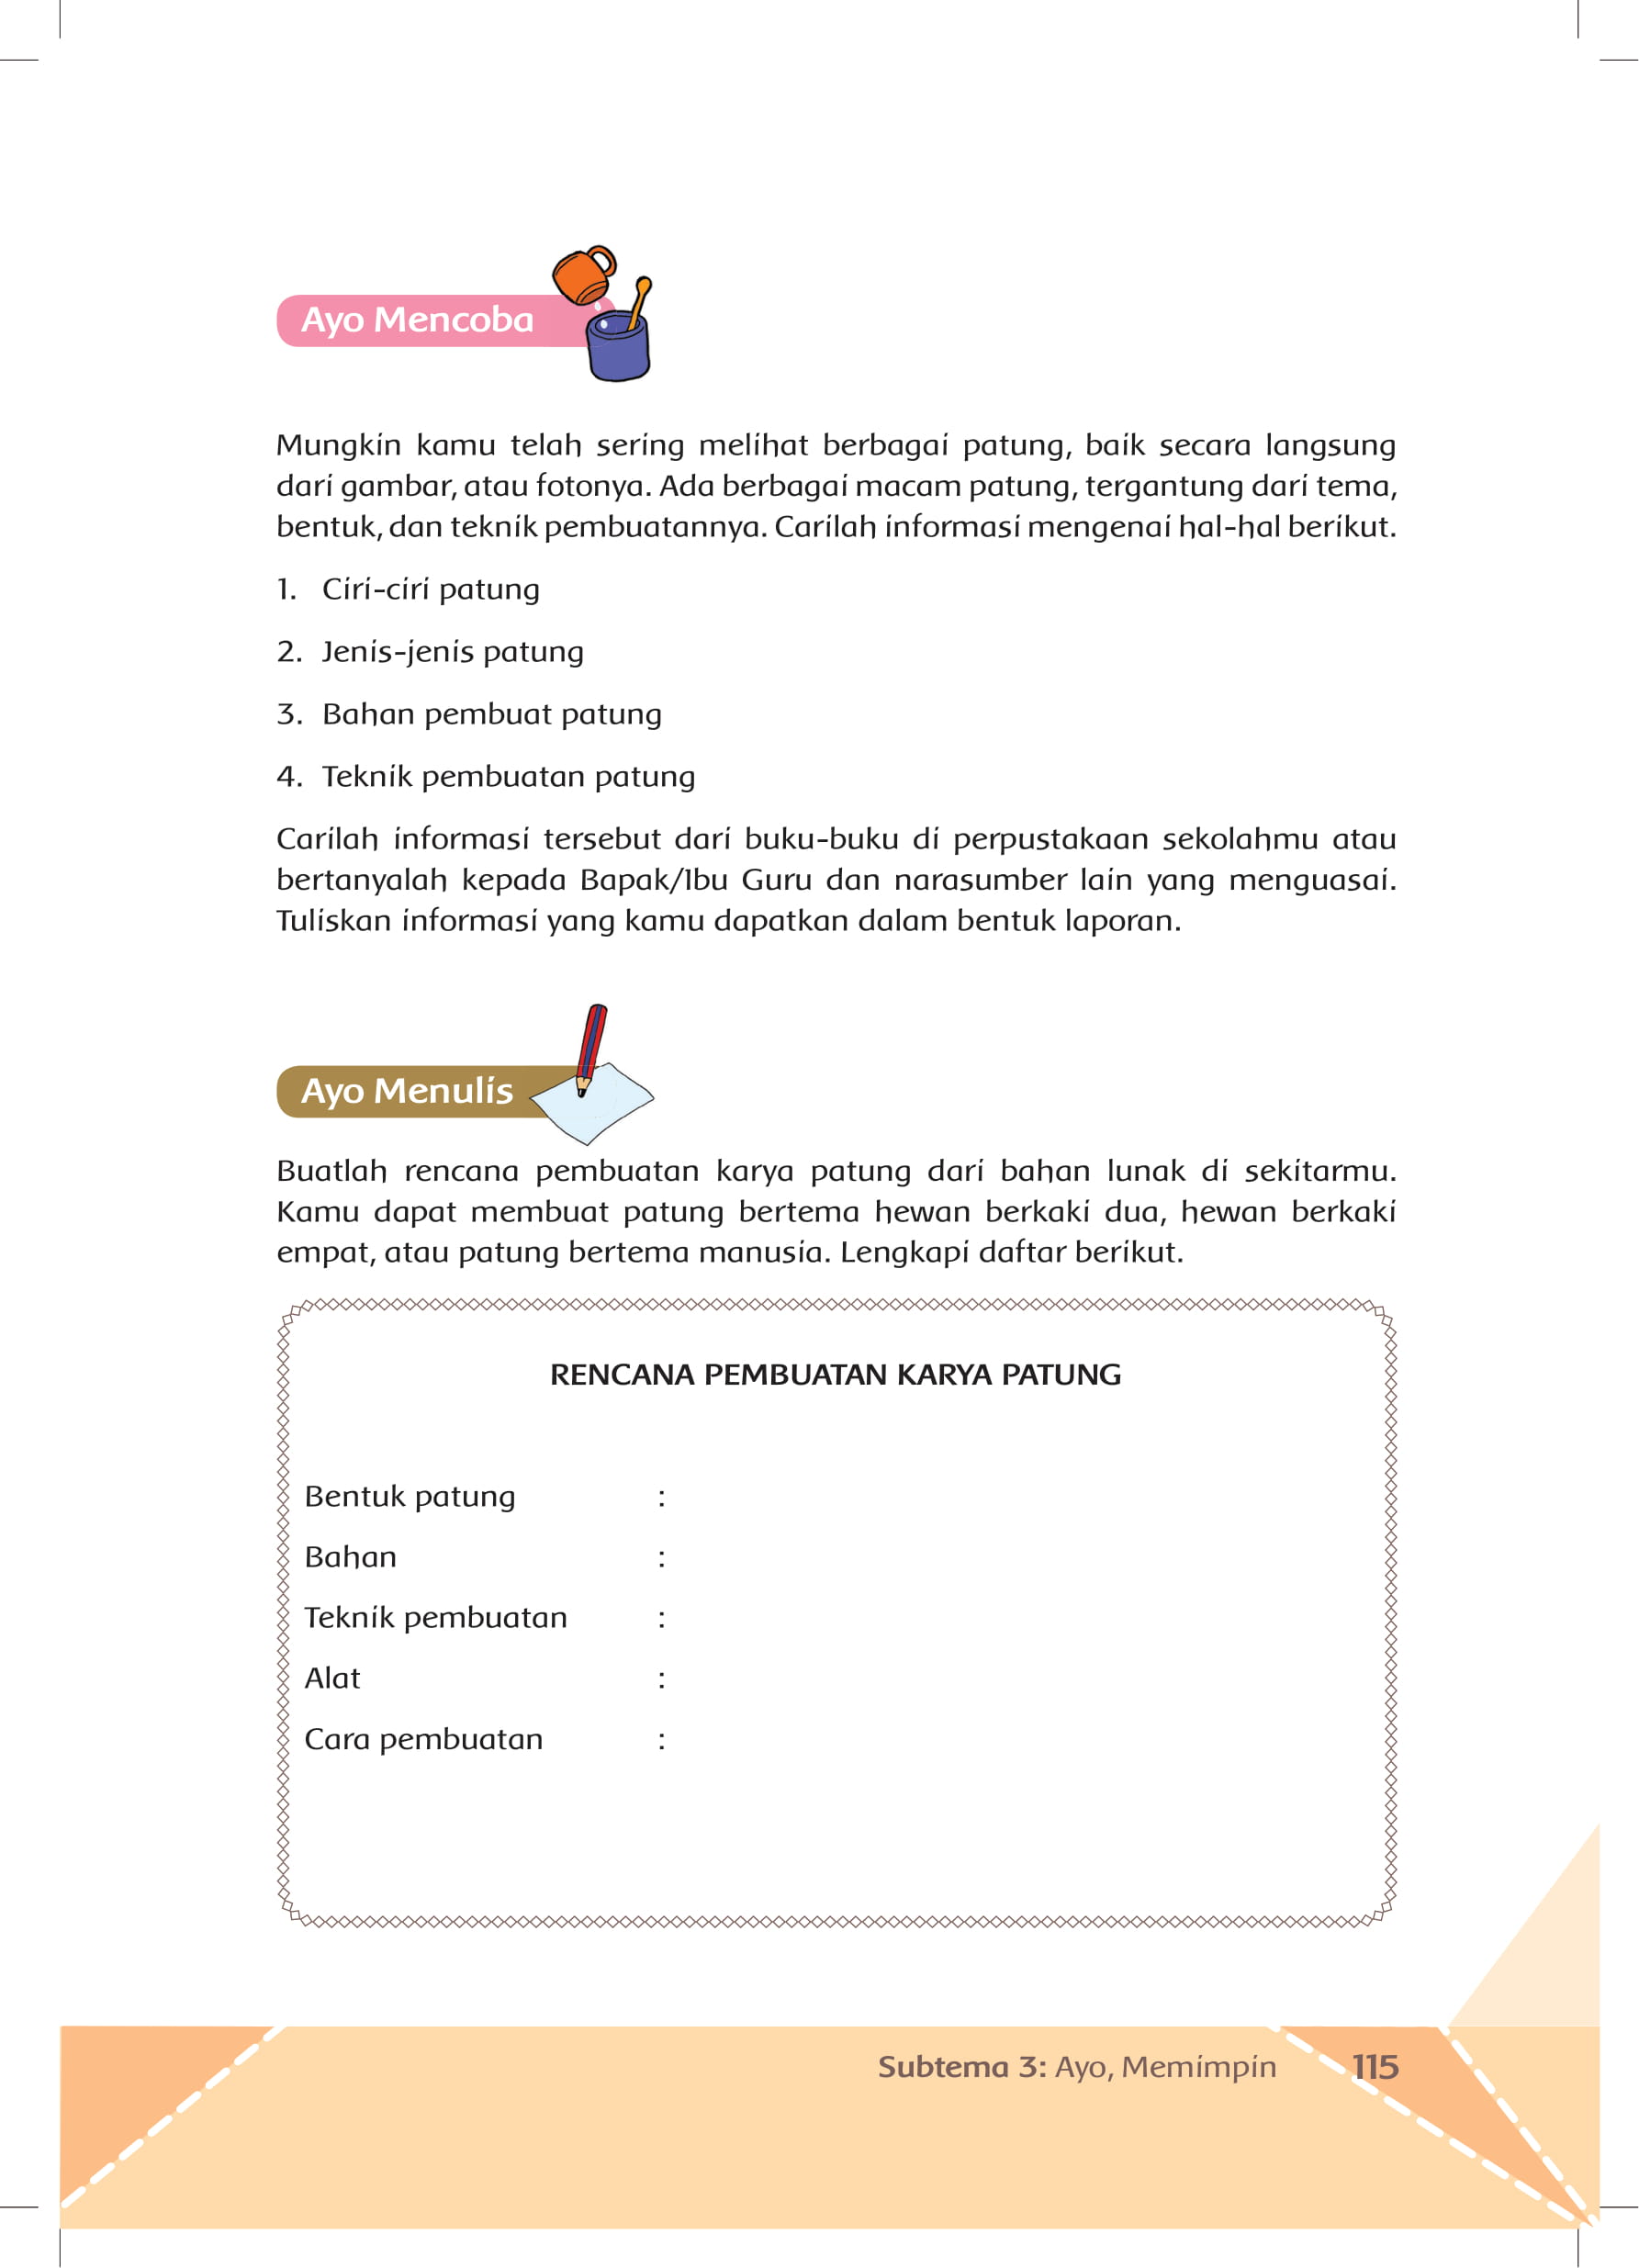 Ayo Mencoba
Mungkin kamu telah sering melihat berbagai patung, baik secara langsung
dari gambar, atau fotonya. Ada berbagai macam patung, tergantung dari tema,
bentuk, dan teknik pembuatannya. Carilah informasi mengenai hal-hal berikut.
1. Ciri-ciri patung
2. Jenis-jenis patung
3. Bahan pembuat patung
4. Teknik pembuatan patung
Carilah informasi tersebut dari buku-buku di perpustakaan sekolahmu atau
bertanyalah kepada Bapak/Ibu Guru dan narasumber lain yang menguasai.
Tuliskan informasi yang kamu dapatkan dalam bentuk laporan.
Ayo Menulis
Buatlah rencana pembuatan karya patung dari bahan lunak di sekitarmu.
Kamu dapat membuat patung bertema hewan berkaki dua, hewan berkaki
empat, atau patung bertema manusia. Lengkapi daftar berikut.
RENCANA PEMBUATAN KARYA PATUNG
Bentuk patung :
Bahan :
Teknik pembuatan :
Alat :
Cara pembuatan :
Subtema 3: Ayo, Memimpin 115